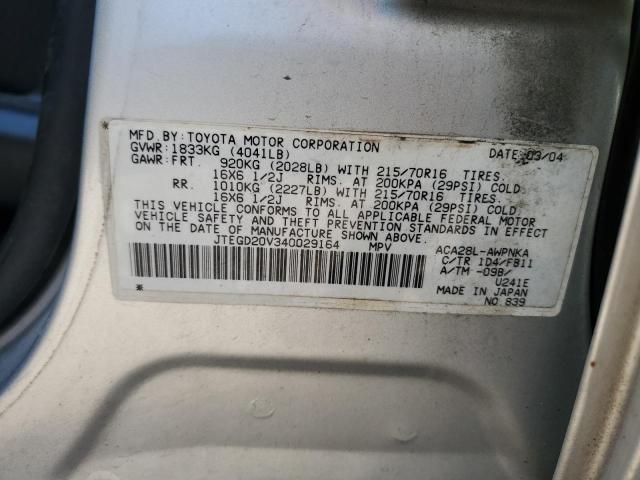 MFD.BY:TOYOTA MOTOR CORPORATION DATE:03/04
GVWR:1833KG (4041LB)
GAWR:FRT. 920KG (2028LB) WITH 215/70R16 TIRES.
16X6 1/2J RIMS. AT 200KPA (29PSI) COLD
RR. 1010KG (2227LB) WITH 215/70R16 TIRES.
16X6 1/2J RIMS. AT 200KPA (29PSI) COLD
THIS VEHICLE CONFORMS TO ALL APPLICABLE FEDERAL MOTOR
VEHICLE SAFETY AND THEFT PREVENTION STANDARDS IN EFFECT
ON THE DATE OF MANUFACTURE SHOWN ABOVE.
JTEGD20V340029164 MPV
ACA28L-AWPNKA
C/TR 1D4/FB11
A/TM -09B/
U241E
MADE IN JAPAN
NO.839